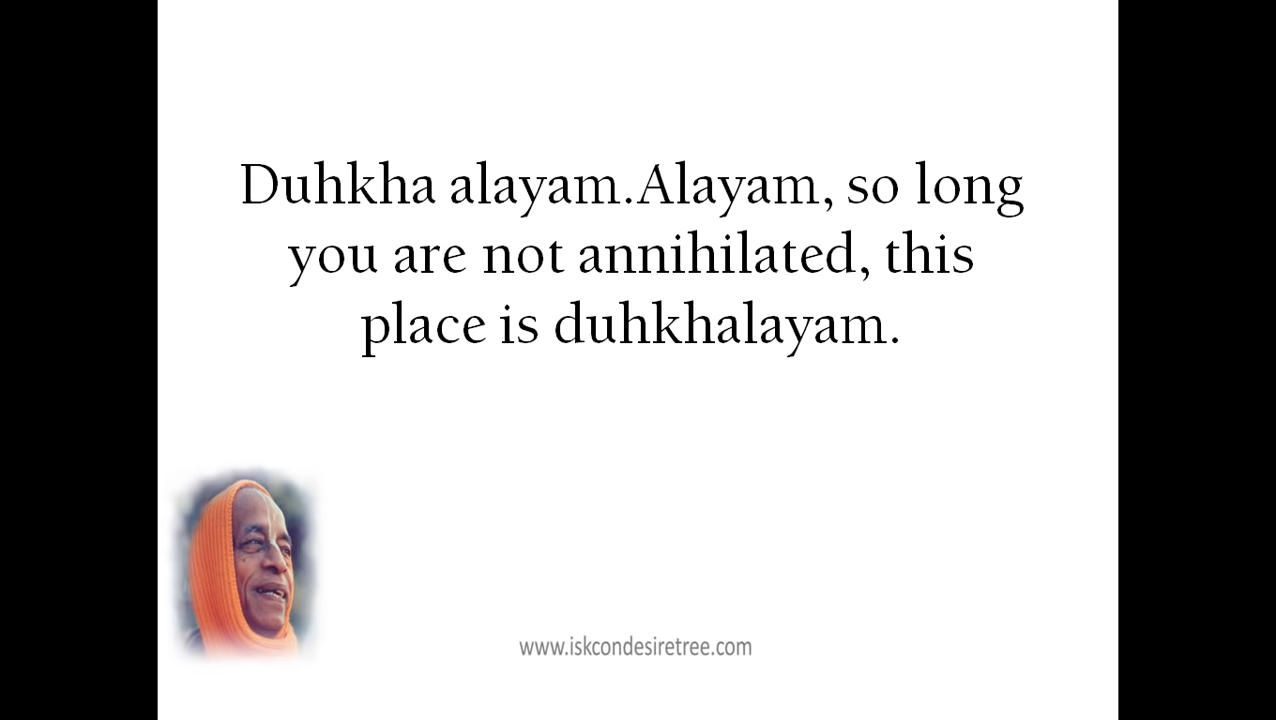 Duhkha alayam.Alayam, so long
you are not annihilated, this
place is duhkhalayam.
www.iskcondesiretree.com